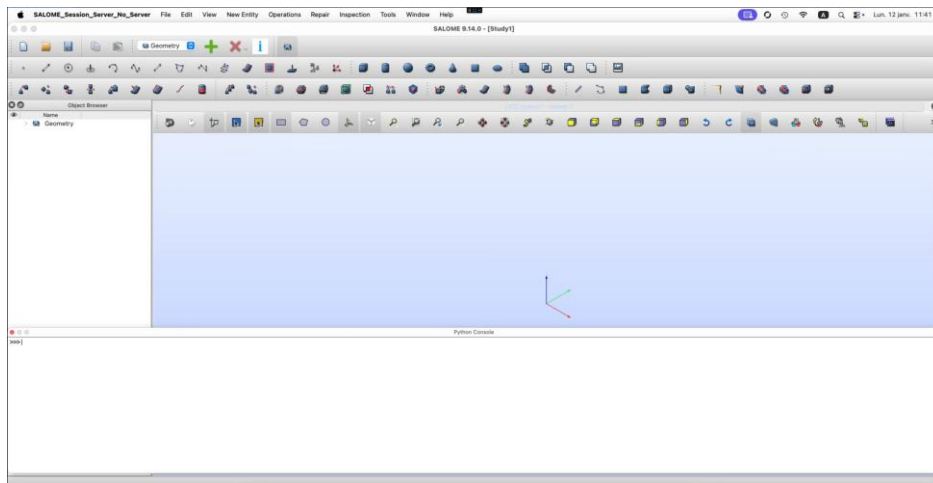 SALOME_Session_Server_No_Server File Edit View New Entity Operations Repair Inspection Tools Window Help Lun. 12 janv. 11:41
SALOME 9.14.0 - [Study1]
Geometry
Object Browser
Name
Geometry
Python Console
>>>